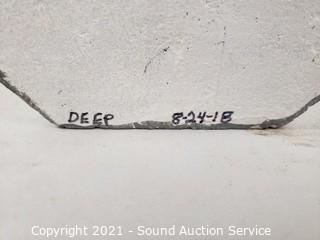 DEEP 8-24-18
Copyright 2021 - Sound Auction Service